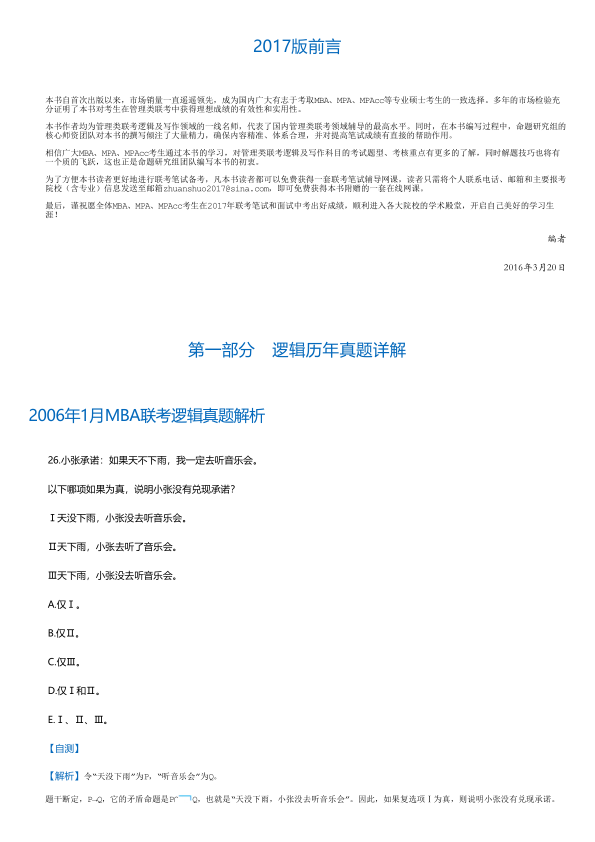 2017版前言
本书自首次出版以来，市场销量一直遥遥领先，成为国内广大有志于考取MBA、MPA、MPAcc等专业硕士考生的一致选择。多年的市场检验充
分证明了本书对考生在管理类联考中获得理想成绩的有效性和实用性。
本书作者均为管理类联考逻辑及写作领域的一线名师，代表了国内管理类联考领域辅导的最高水平。同时，在本书编写过程中，命题研究组的
核心师资团队对本书的撰写倾注了大量精力，确保内容精准、体系合理，并对提高笔试成绩有直接的帮助作用。
相信广大MBA、MPA、MPAcc考生通过本书的学习，对管理类联考逻辑及写作科目的考试题型、考核重点有更多的了解，同时解题技巧也将有
一个质的飞跃，这也正是命题研究组团队编写本书的初衷。
为了方便本书读者更好地进行联考笔试备考，凡本书读者都可以免费获得一套联考笔试辅导网课，读者只需将个人联系电话、邮箱和主要报考
院校（含专业）信息发送至邮箱zhuanshuo2017@sina.com，即可免费获得本书附赠的一套在线网课。
最后，谨祝愿全体MBA、MPA、MPAcc考生在2017年联考笔试和面试中考出好成绩，顺利进入各大院校的学术殿堂，开启自己美好的学习生
涯！
编者
2016年3月20日
第一部分　逻辑历年真题详解
2006年1月MBA联考逻辑真题解析
26.小张承诺：如果天不下雨，我一定去听音乐会。
以下哪项如果为真，说明小张没有兑现承诺？
Ⅰ天没下雨，小张没去听音乐会。
Ⅱ天下雨，小张去听了音乐会。
Ⅲ天下雨，小张没去听音乐会。
A.仅Ⅰ。
B.仅Ⅱ。
C.仅Ⅲ。
D.仅Ⅰ和Ⅱ。
E.Ⅰ、Ⅱ、Ⅲ。
【自测】
【解析】令“天没下雨”为P，“听音乐会”为Q。
题干断定，P→Q，它的矛盾命题是P∩￢Q，也就是“天没下雨，小张没去听音乐会”。因此，如果复选项Ⅰ为真，则说明小张没有兑现承诺。